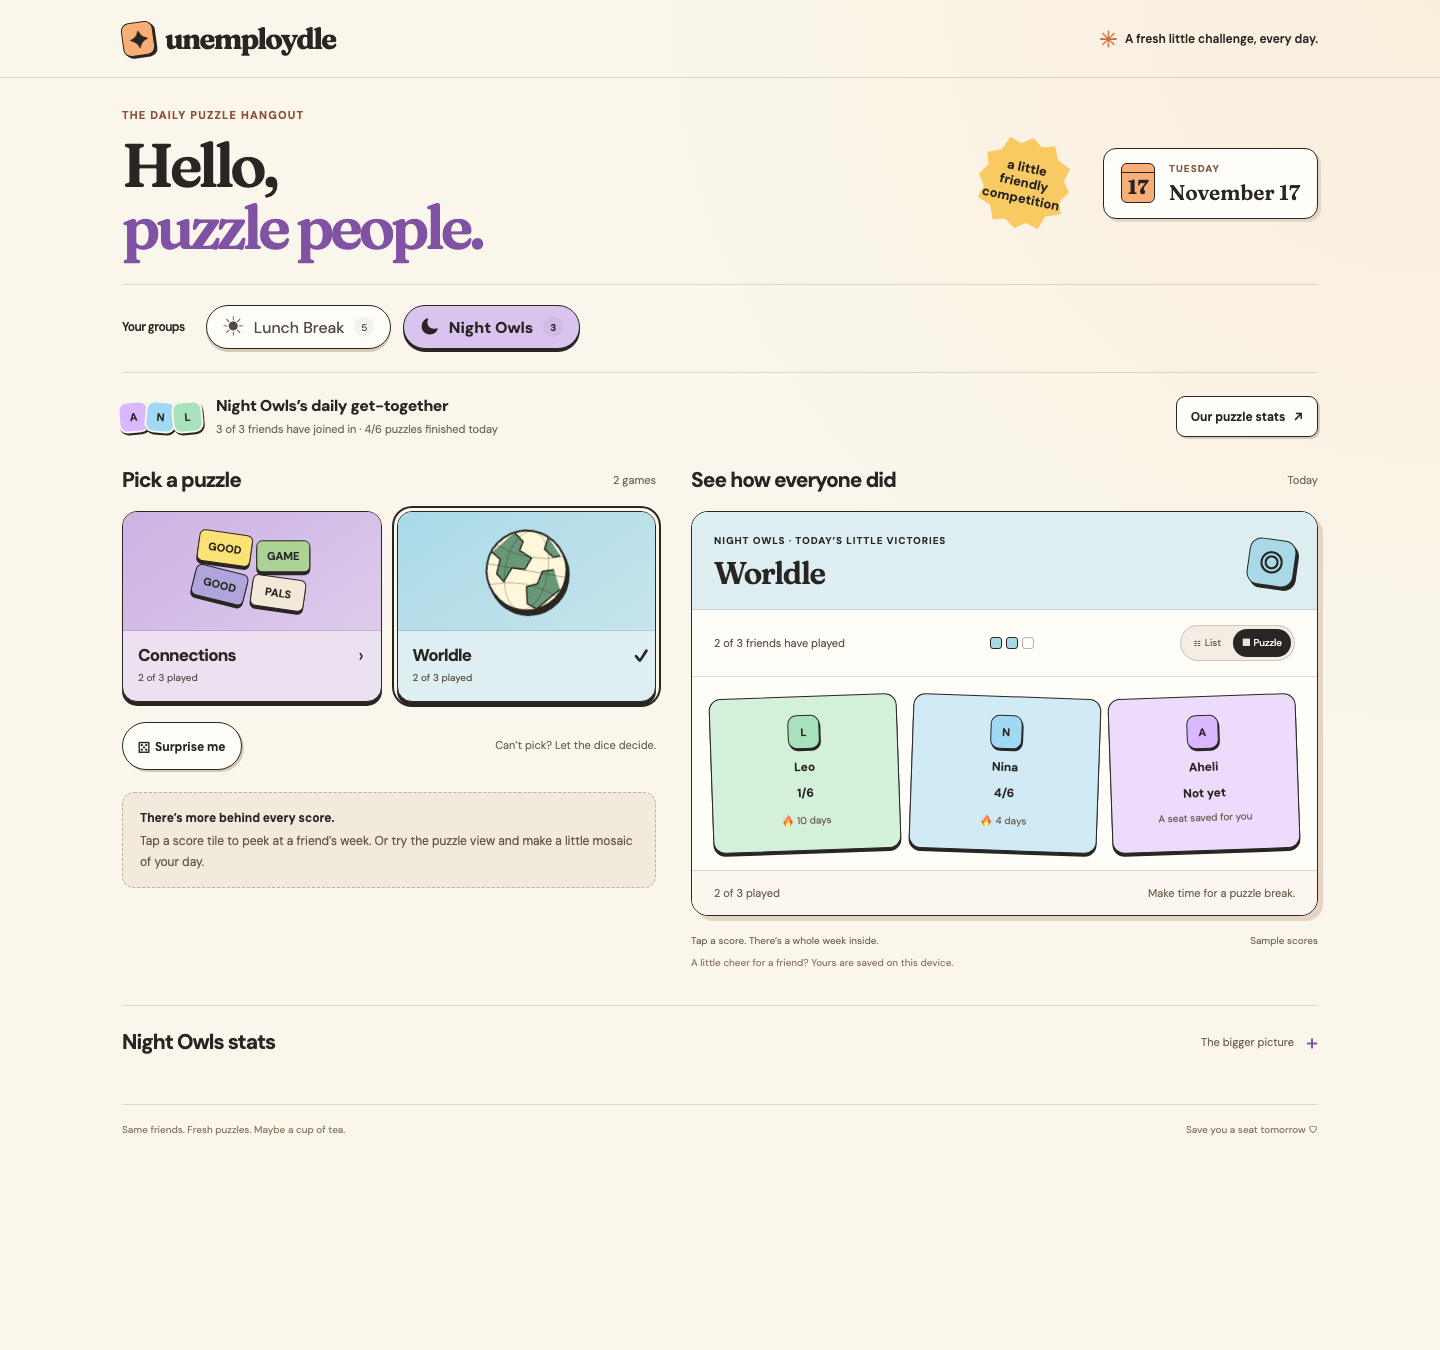 unemploydle
A fresh little challenge, every day.
THE DAILY PUZZLE HANGOUT
Hello,
puzzle people.
a little
friendly
competition
17
TUESDAY
November 17
Your groups
Lunch Break 5
Night Owls 3
A N L
Night Owls’s daily get-together
3 of 3 friends have joined in · 4/6 puzzles finished today
Our puzzle stats ↗
Pick a puzzle
2 games
GOOD
GAME
GOOD
PALS
Connections ›
2 of 3 played
Worldle ✓
2 of 3 played
Surprise me
Can’t pick? Let the dice decide.
There’s more behind every score.
Tap a score tile to peek at a friend’s week. Or try the puzzle view and make a little mosaic
of your day.
See how everyone did
Today
NIGHT OWLS · TODAY’S LITTLE VICTORIES
Worldle
2 of 3 friends have played
List
Puzzle
L
Leo
1/6
🔥 10 days
N
Nina
4/6
🔥 4 days
A
Aheli
Not yet
A seat saved for you
2 of 3 played
Make time for a puzzle break.
Tap a score. There’s a whole week inside.
Sample scores
A little cheer for a friend? Yours are saved on this device.
Night Owls stats
The bigger picture +
Same friends. Fresh puzzles. Maybe a cup of tea.
Save you a seat tomorrow ♡